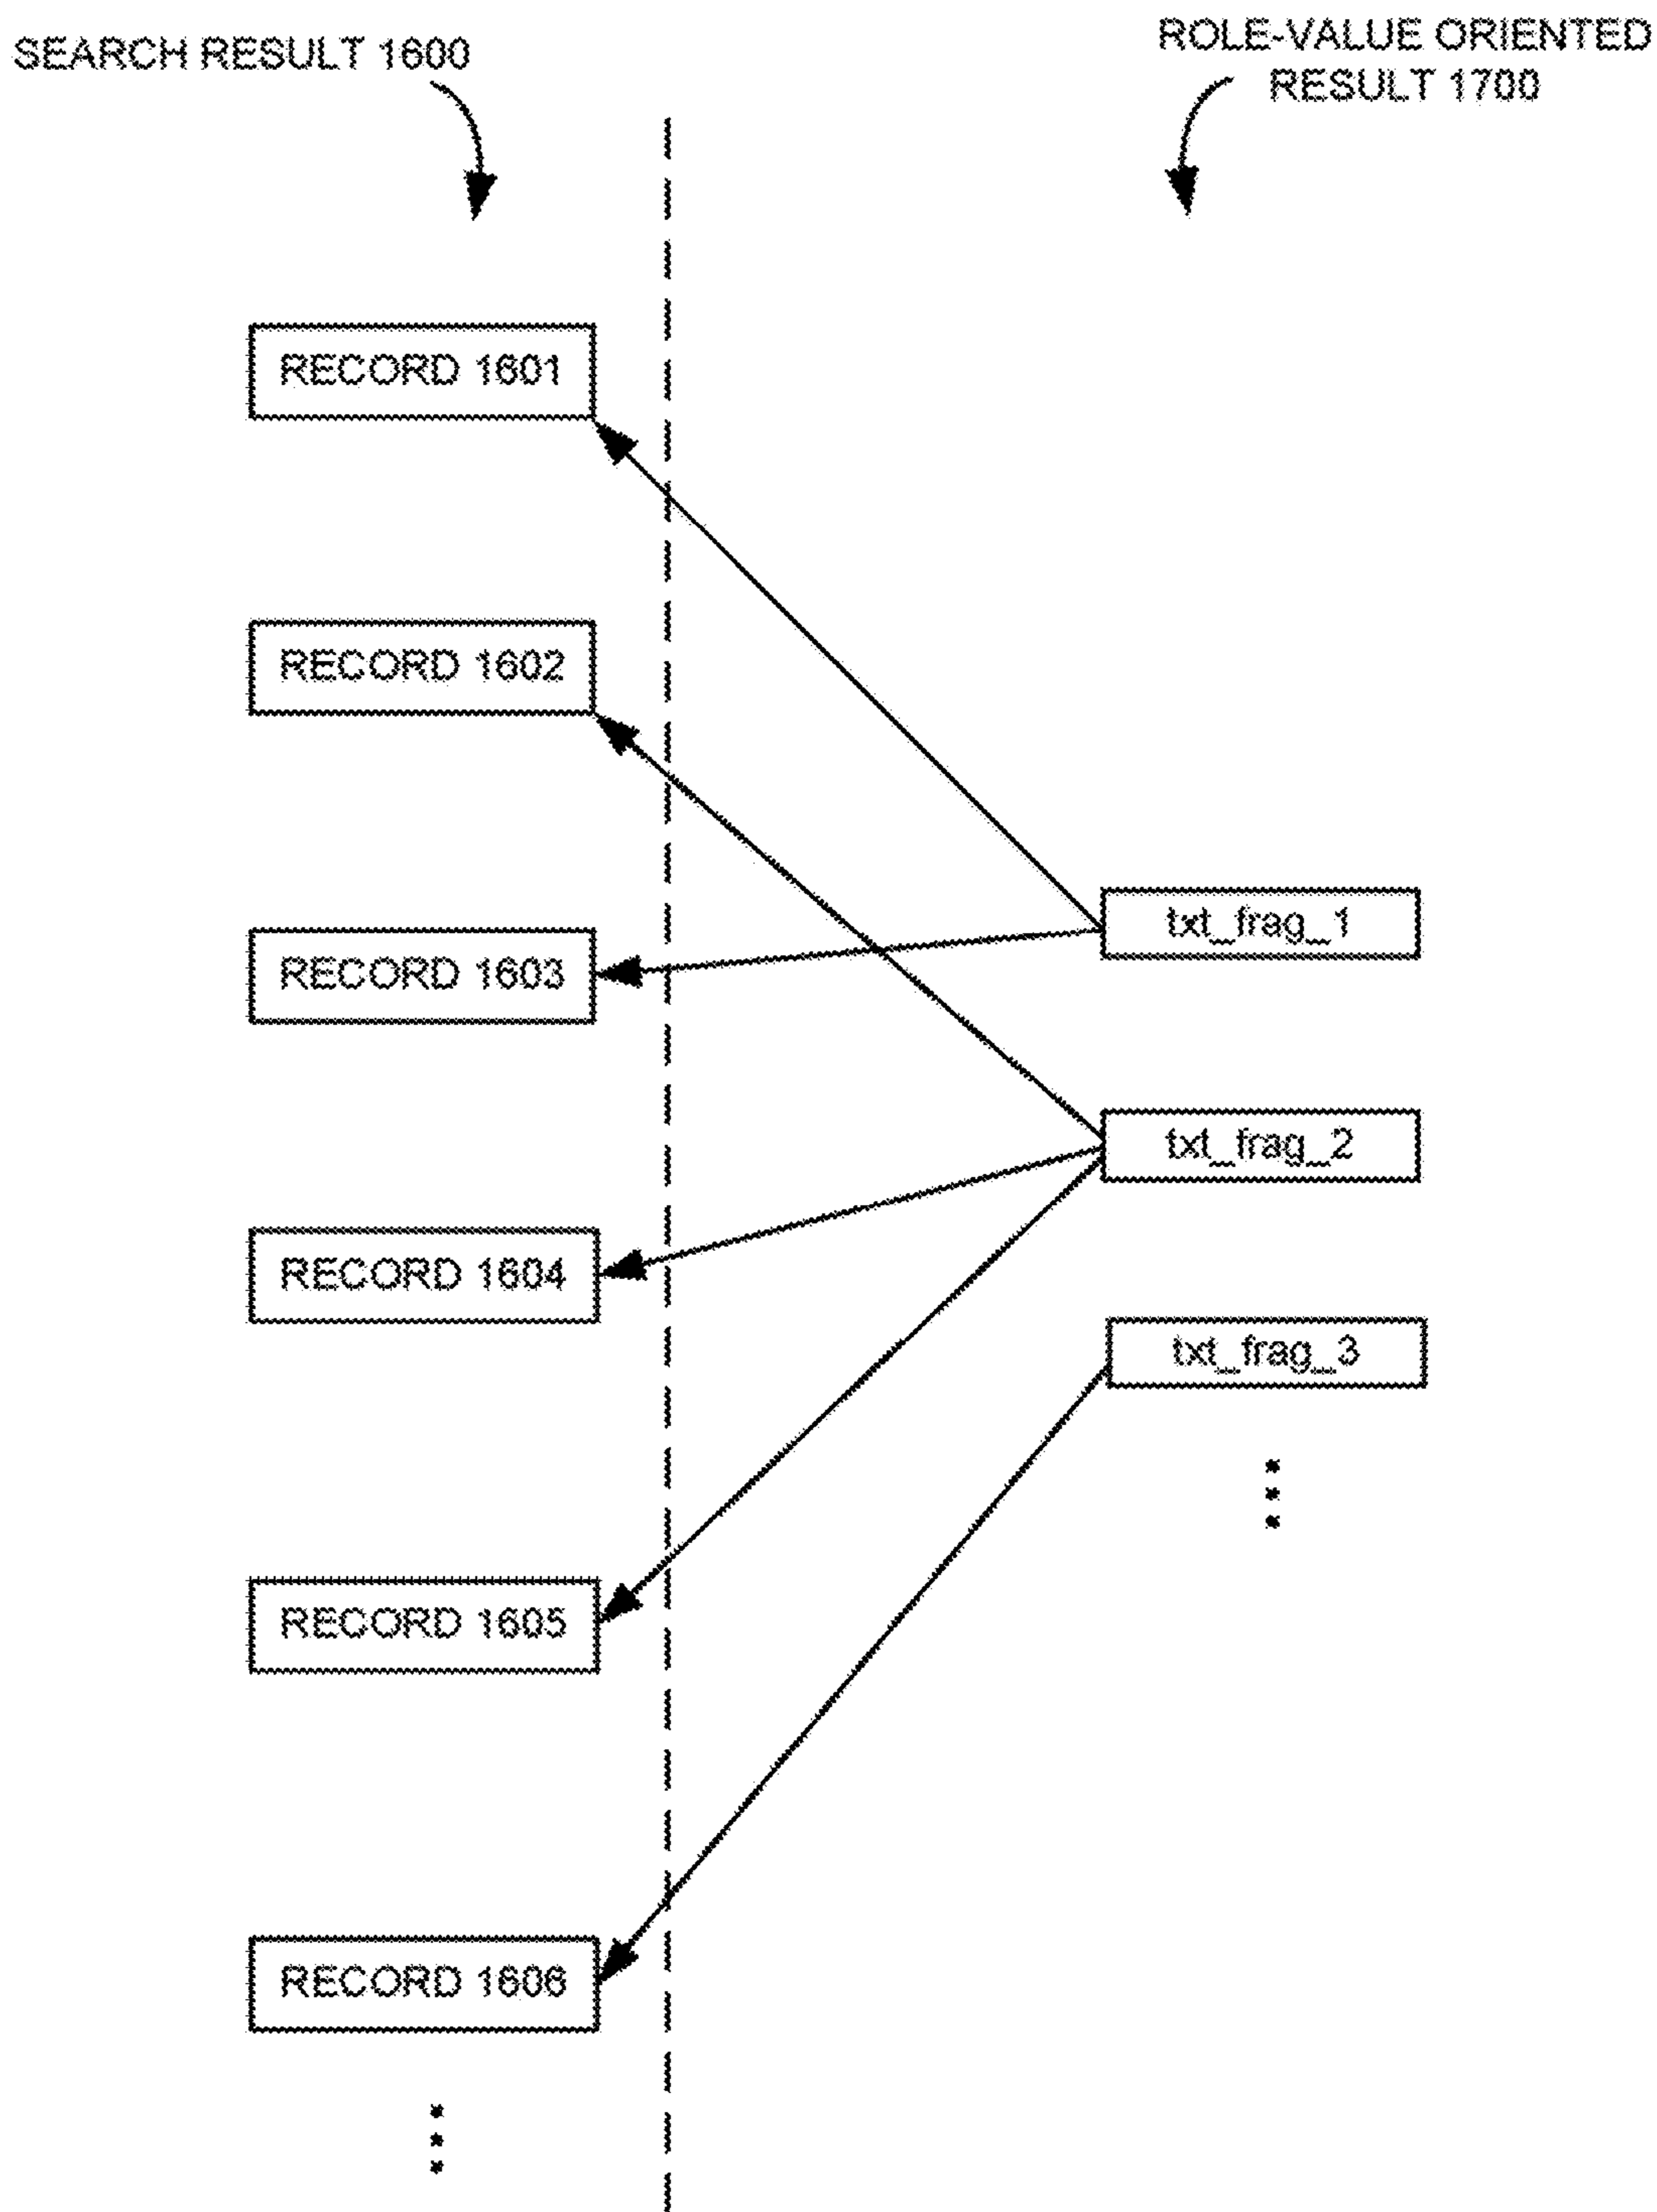 SEARCH RESULT 1600
ROLE-VALUE ORIENTED
RESULT 1700
RECORD 1601
RECORD 1602
txt_frag_1
RECORD 1603
txt_frag_2
RECORD 1604
txt_frag_3
RECORD 1605
RECORD 1606